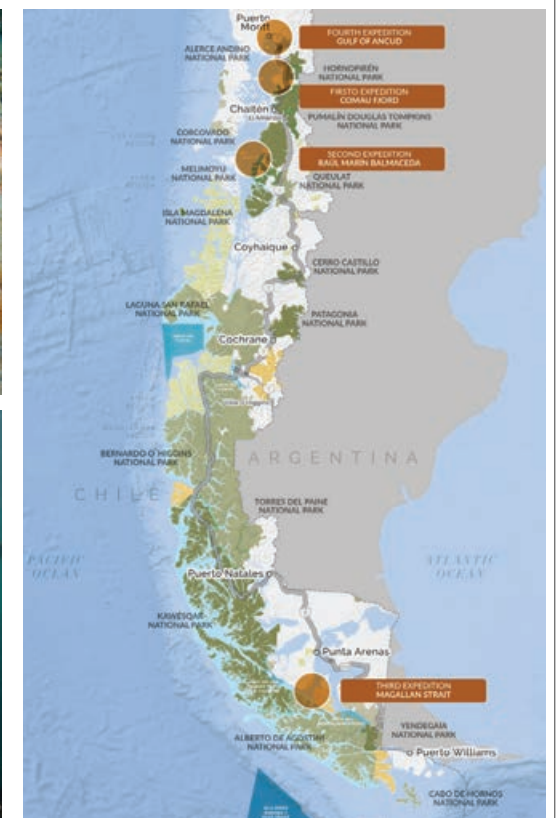 Puerto
Montt
FOURTH EXPEDITION
GULF OF ANCUD
ALERCE ANDINO
NATIONAL PARK
HORNOPIRÉN
NATIONAL PARK
FIRSTO EXPEDITION
COMAU FJORD
Chaitén
PUMALÍN DOUGLAS TOMPKINS
NATIONAL PARK
CORCOVADO
NATIONAL PARK
SECOND EXPEDITION
RAÚL MARÍN BALMACEDA
MELIMOYU
NATIONAL PARK
QUEULAT
NATIONAL PARK
ISLA MAGDALENA
NATIONAL PARK
Coyhaique
CERRO CASTILLO
NATIONAL PARK
LAGUNA SAN RAFAEL
NATIONAL PARK
PATAGONIA
NATIONAL PARK
Cochrane
BERNARDO O'HIGGINS
NATIONAL PARK
ARGENTINA
CHILE
TORRES DEL PAINE
NATIONAL PARK
PACIFIC
OCEAN
ATLANTIC
OCEAN
Puerto Natales
KAWÉSQAR
NATIONAL PARK
Punta Arenas
THIRD EXPEDITION
MAGALLAN STRAIT
YENDEGAIA
NATIONAL PARK
ALBERTO DE AGOSTINI
NATIONAL PARK
Puerto Williams
CABO DE HORNOS
NATIONAL PARK